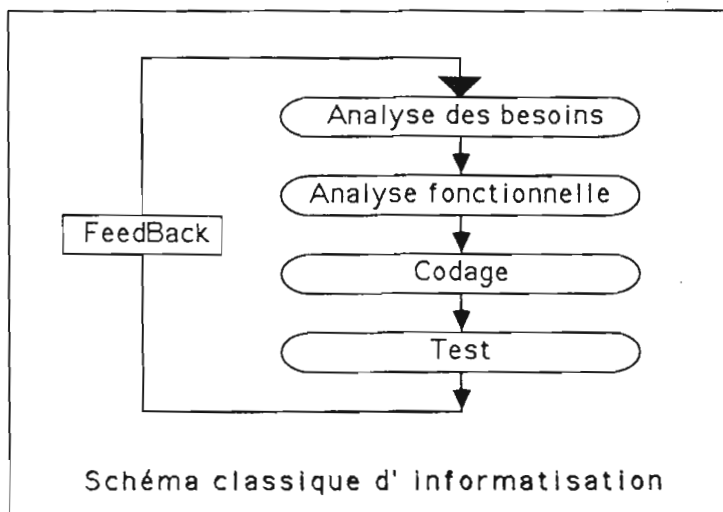 Analyse des besoins
Analyse fonctionnelle
FeedBack
Codage
Test
Schéma classique d' informatisation